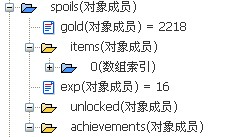 spoils(对象成员)
gold(对象成员) = 2218
items(对象成员)
0(数组索引)
exp(对象成员) = 16
unlocked(对象成员)
achievements(对象成员)